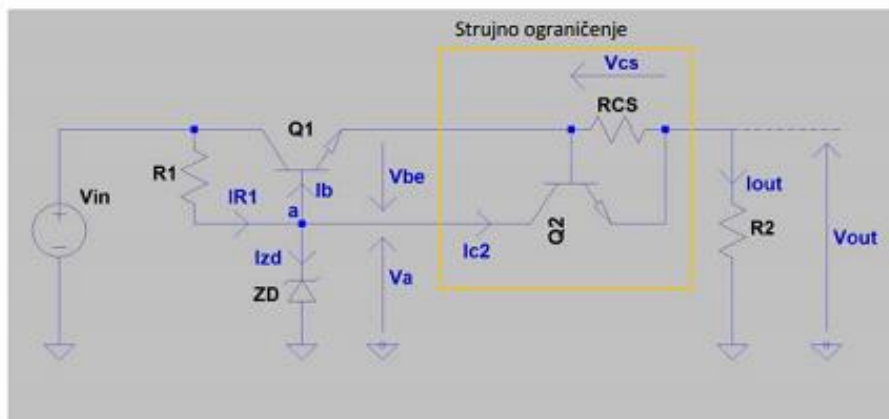 Strujno ograničenje
Vcs
RCS
Q1
R1
Vin
IR1
Ib
Vbe
a
Ic2
Q2
Iout
R2
Vout
Izd
ZD
Va